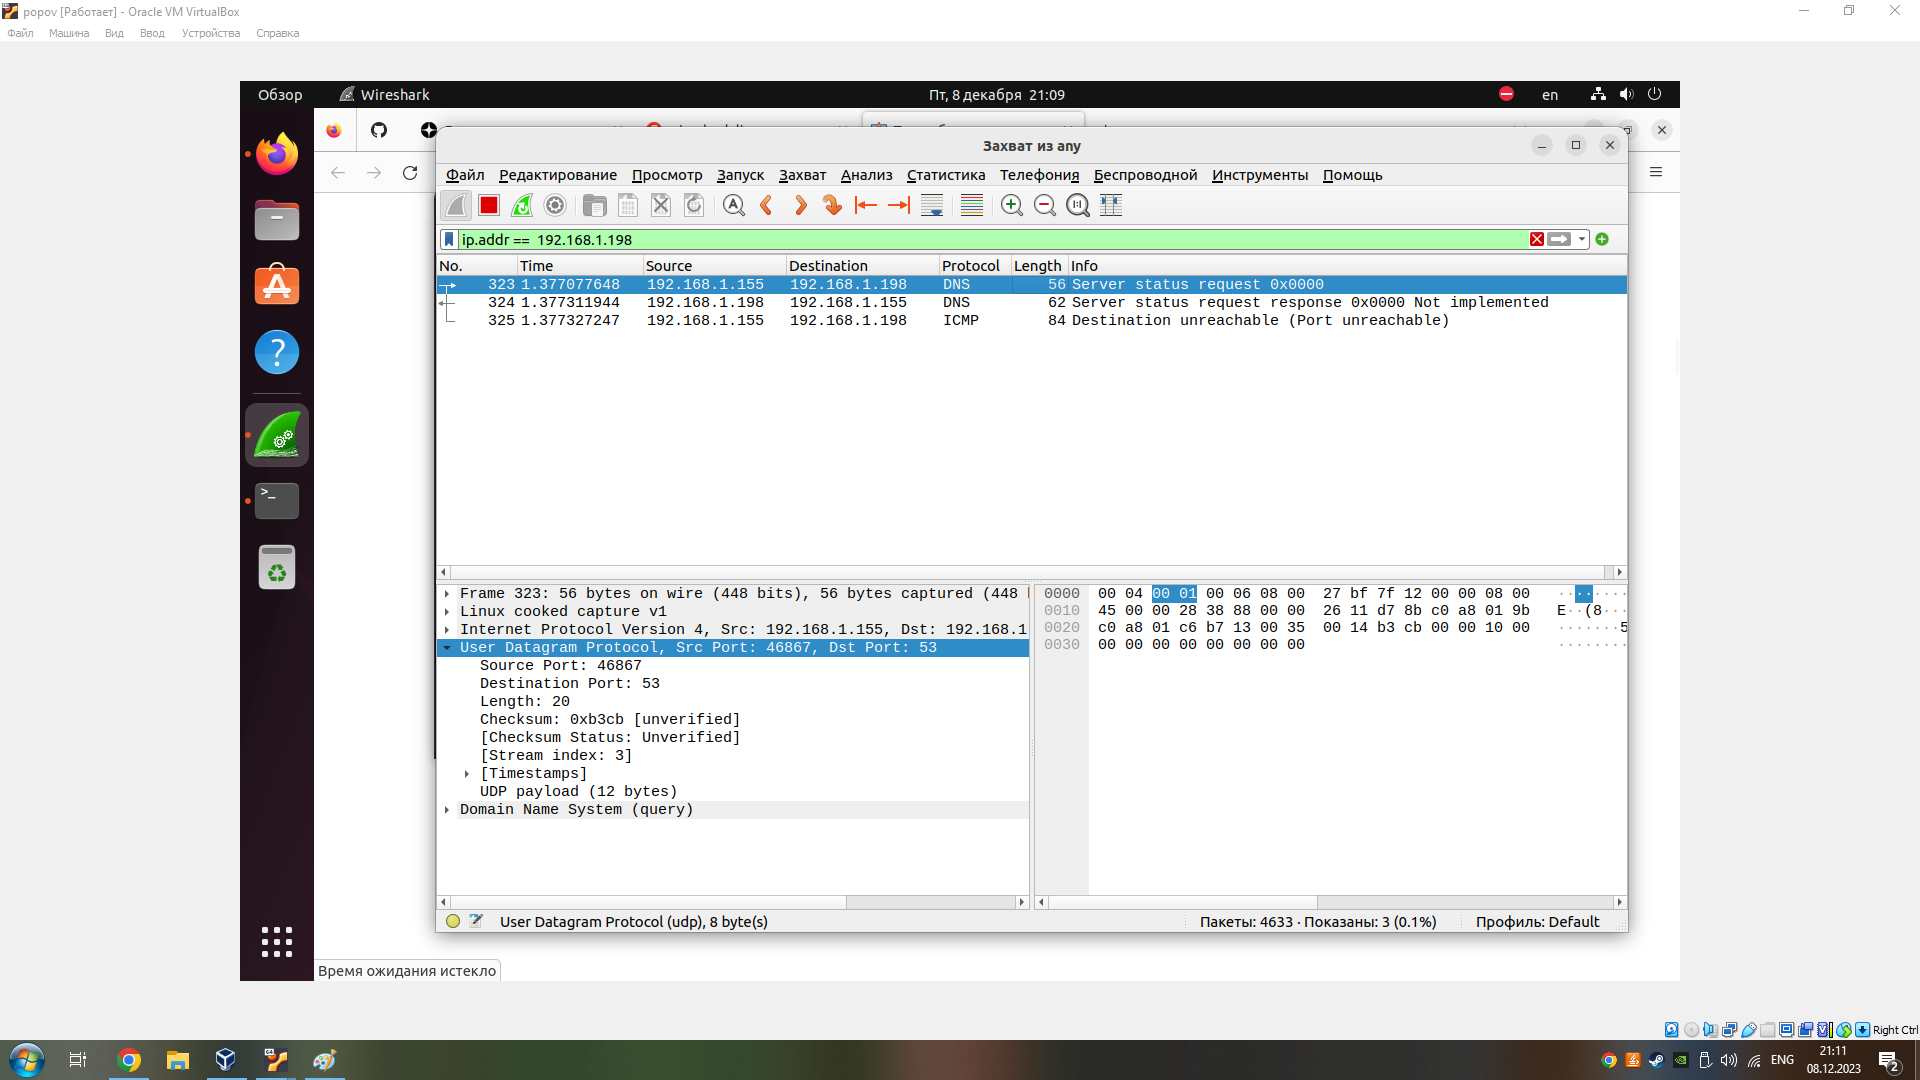 popov [Работает] - Oracle VM VirtualBox
Файл Машина Вид Ввод Устройства Справка
Обзор Wireshark Пт, 8 декабря 21:09 en
Захват из any
Файл Редактирование Просмотр Запуск Захват Анализ Статистика Телефония Беспроводной Инструменты Помощь
ip.addr == 192.168.1.198
No. Time Source Destination Protocol Length Info
323 1.377077648 192.168.1.155 192.168.1.198 DNS 56 Server status request 0x0000
324 1.377311944 192.168.1.198 192.168.1.155 DNS 62 Server status request response 0x0000 Not implemented
325 1.377327247 192.168.1.155 192.168.1.198 ICMP 84 Destination unreachable (Port unreachable)
Frame 323: 56 bytes on wire (448 bits), 56 bytes captured (448
Linux cooked capture v1
Internet Protocol Version 4, Src: 192.168.1.155, Dst: 192.168.1
User Datagram Protocol, Src Port: 46867, Dst Port: 53
Source Port: 46867
Destination Port: 53
Length: 20
Checksum: 0xb3cb [unverified]
[Checksum Status: Unverified]
[Stream index: 3]
[Timestamps]
UDP payload (12 bytes)
Domain Name System (query)
0000 00 04 00 01 00 06 08 00 27 bf 7f 12 00 00 08 00 ········
0010 45 00 00 28 38 88 00 00 26 11 d7 8b c0 a8 01 9b E··(8···
0020 c0 a8 01 c6 b7 13 00 35 00 14 b3 cb 00 00 10 00 ·······5
0030 00 00 00 00 00 00 00 00 ········
User Datagram Protocol (udp), 8 byte(s) Пакеты: 4633 · Показаны: 3 (0.1%) Профиль: Default
Время ожидания истекло
Right Ctrl
ENG 21:11
08.12.2023
2